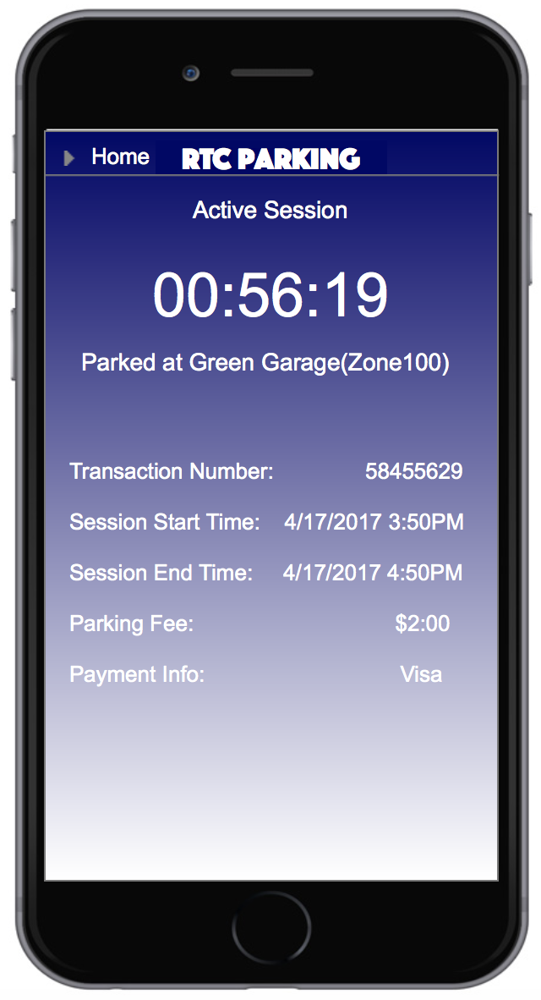 Home RTC PARKING
Active Session
00:56:19
Parked at Green Garage(Zone100)
Transaction Number: 58455629
Session Start Time: 4/17/2017 3:50PM
Session End Time: 4/17/2017 4:50PM
Parking Fee: $2:00
Payment Info: Visa